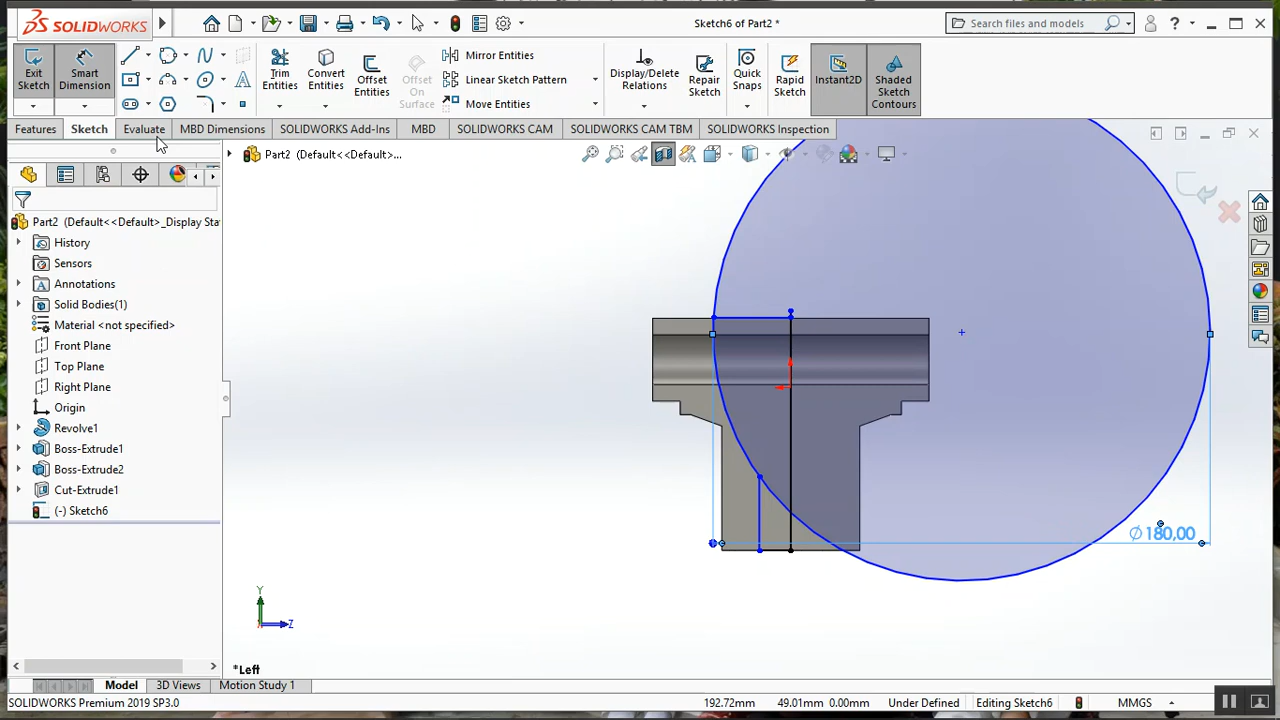 SOLIDWORKS
Sketch6 of Part2 *
Search files and models
Exit Sketch
Smart Dimension
Trim Entities
Convert Entities
Offset Entities
Offset On Surface
Mirror Entities
Linear Sketch Pattern
Move Entities
Display/Delete Relations
Repair Sketch
Quick Snaps
Rapid Sketch
Instant2D
Shaded Sketch Contours
Features Sketch Evaluate MBD Dimensions SOLIDWORKS Add-Ins MBD SOLIDWORKS CAM SOLIDWORKS CAM TBM SOLIDWORKS Inspection
Part2 (Default<<Default>...
Part2 (Default<<Default>_Display Sta
History
Sensors
Annotations
Solid Bodies(1)
Material <not specified>
Front Plane
Top Plane
Right Plane
Origin
Revolve1
Boss-Extrude1
Boss-Extrude2
Cut-Extrude1
(-) Sketch6
∅180,00
Y
Z
*Left
Model 3D Views Motion Study 1
SOLIDWORKS Premium 2019 SP3.0 192.72mm 49.01mm 0.00mm Under Defined Editing Sketch6 MMGS